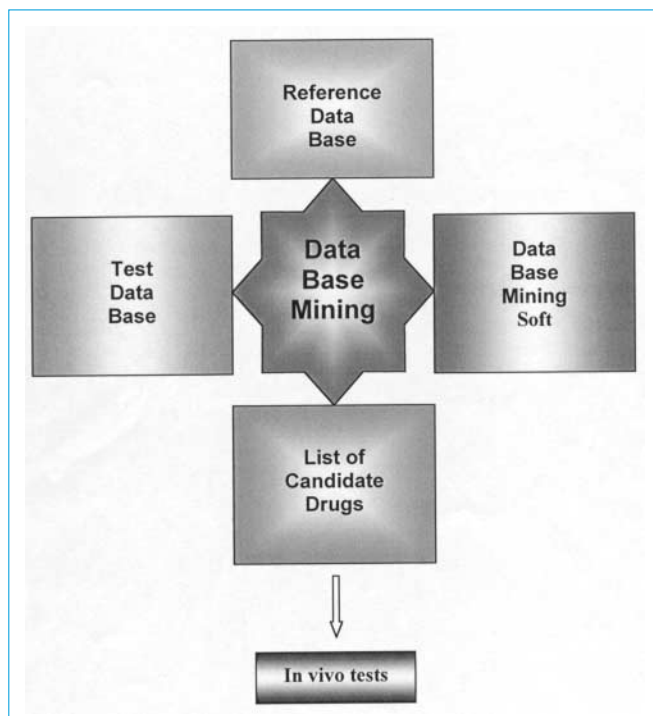 Reference
Data
Base
Test
Data
Base
Data
Base
Mining
Data
Base
Mining
Soft
List of
Candidate
Drugs
In vivo tests